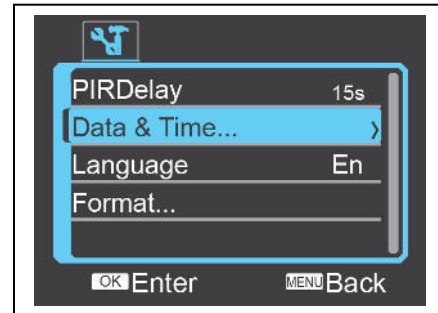 PIRDelay 15s
Data & Time... >
Language En
Format...
OK Enter MENU Back